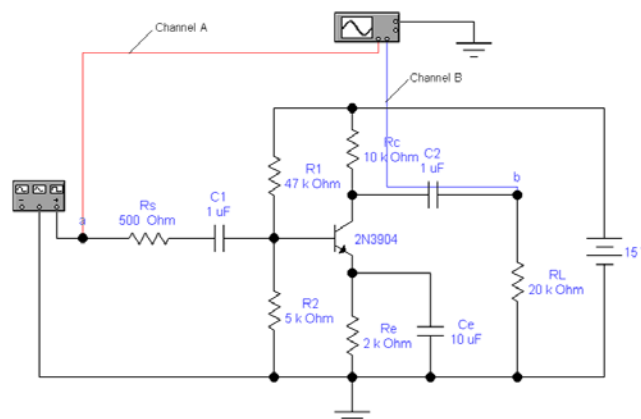 Channel A
Channel B
Rc
10 k Ohm
C2
1 uF
b
R1
47 k Ohm
a
Rs
500 Ohm
C1
1 uF
2N3904
15
R2
5 k Ohm
Re
2 k Ohm
Ce
10 uF
RL
20 k Ohm